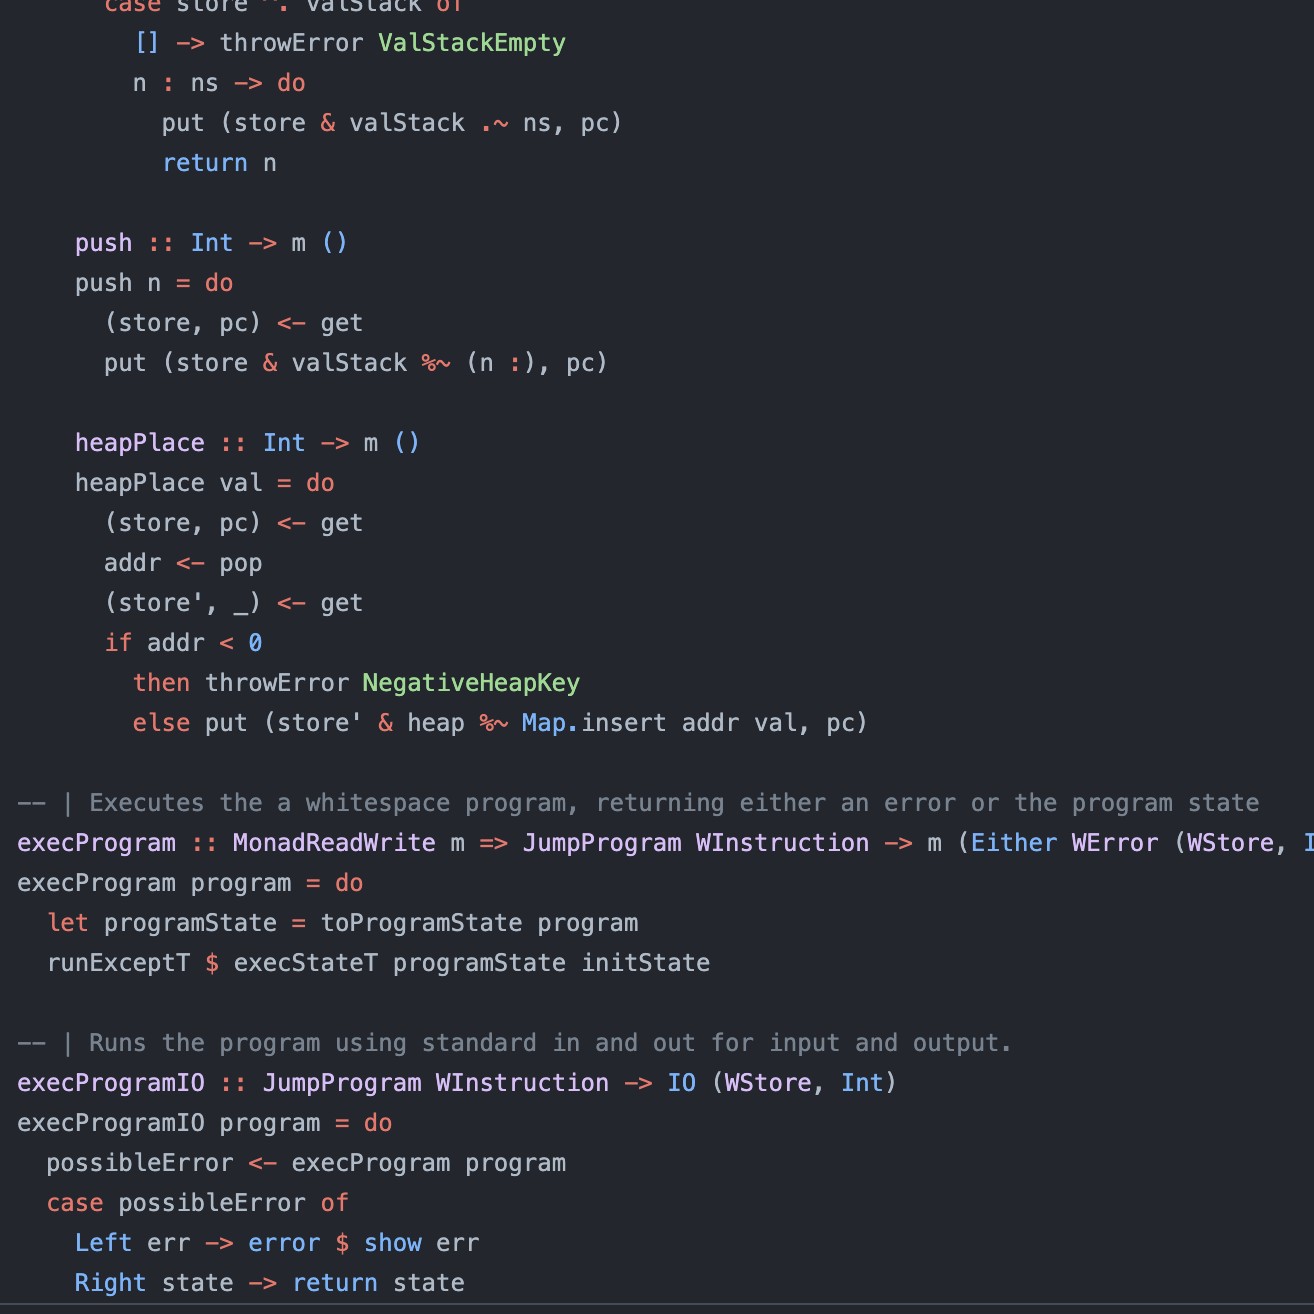 case store ^. valStack of
[] -> throwError ValStackEmpty
n : ns -> do
put (store & valStack .~ ns, pc)
return n
push :: Int -> m ()
push n = do
(store, pc) <- get
put (store & valStack %~ (n :), pc)
heapPlace :: Int -> m ()
heapPlace val = do
(store, pc) <- get
addr <- pop
(store', _) <- get
if addr < 0
then throwError NegativeHeapKey
else put (store' & heap %~ Map.insert addr val, pc)
-- | Executes the a whitespace program, returning either an error or the program state
execProgram :: MonadReadWrite m => JumpProgram WInstruction -> m (Either WError (WStore,
execProgram program = do
let programState = toProgramState program
runExceptT $ execStateT programState initState
-- | Runs the program using standard in and out for input and output.
execProgramIO :: JumpProgram WInstruction -> IO (WStore, Int)
execProgramIO program = do
possibleError <- execProgram program
case possibleError of
Left err -> error $ show err
Right state -> return state